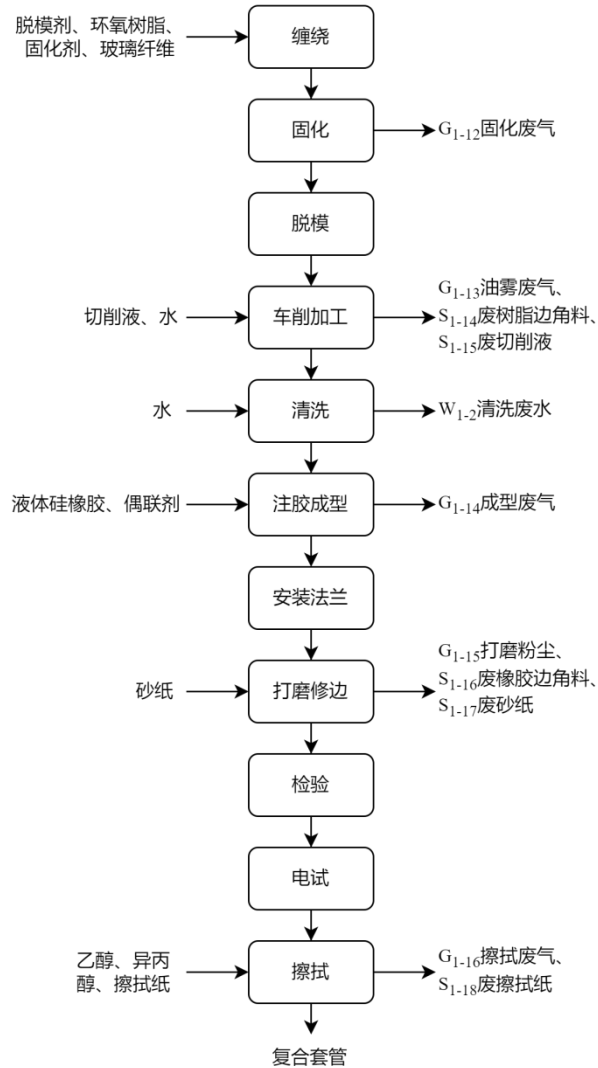 脱模剂、环氧树脂、
固化剂、玻璃纤维
缠绕
固化
G1-12固化废气
脱模
切削液、水
车削加工
G1-13油雾废气、
S1-14废树脂边角料、
S1-15废切削液
水
清洗
W1-2清洗废水
液体硅橡胶、偶联剂
注胶成型
G1-14成型废气
安装法兰
砂纸
打磨修边
G1-15打磨粉尘、
S1-16废橡胶边角料、
S1-17废砂纸
检验
电试
乙醇、异丙
醇、擦拭纸
擦拭
G1-16擦拭废气、
S1-18废擦拭纸
复合套管